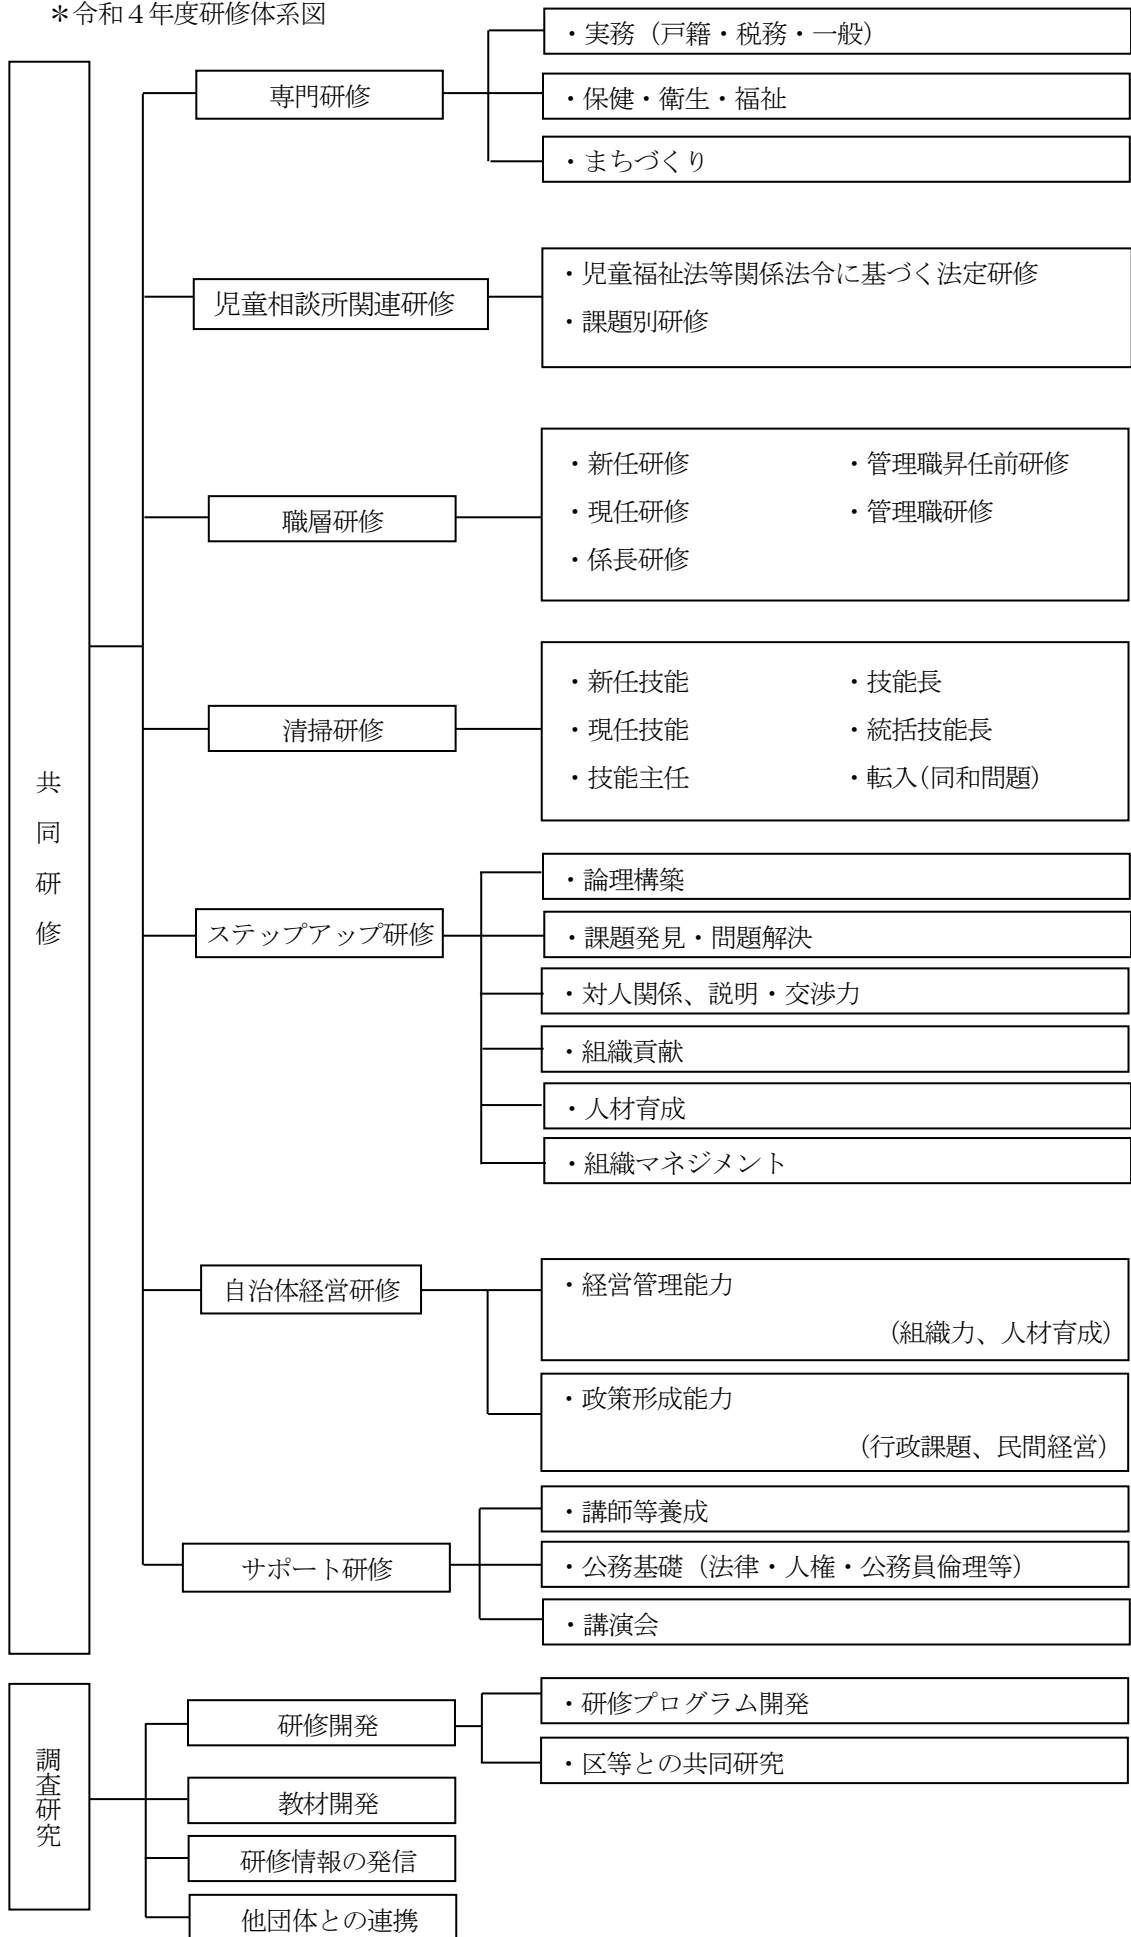 ＊令和４年度研修体系図
共同研修
専門研修
・実務（戸籍・税務・一般）
・保健・衛生・福祉
・まちづくり
児童相談所関連研修
・児童福祉法等関係法令に基づく法定研修
・課題別研修
職層研修
・新任研修
・管理職昇任前研修
・現任研修
・管理職研修
・係長研修
清掃研修
・新任技能
・技能長
・現任技能
・統括技能長
・技能主任
・転入(同和問題）
ステップアップ研修
・論理構築
・課題発見・問題解決
・対人関係、説明・交渉力
・組織貢献
・人材育成
・組織マネジメント
自治体経営研修
・経営管理能力
（組織力、人材育成）
・政策形成能力
（行政課題、民間経営）
サポート研修
・講師等養成
・公務基礎（法律・人権・公務員倫理等）
・講演会
調査研究
研修開発
・研修プログラム開発
・区等との共同研究
教材開発
研修情報の発信
他団体との連携